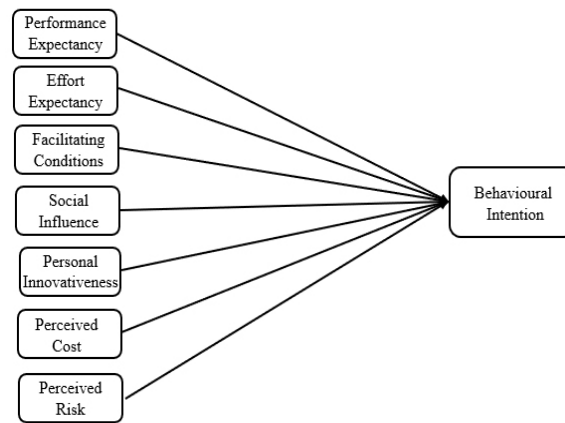 Performance
Expectancy
Effort
Expectancy
Facilitating
Conditions
Social
Influence
Personal
Innovativeness
Perceived
Cost
Perceived
Risk
Behavioural
Intention